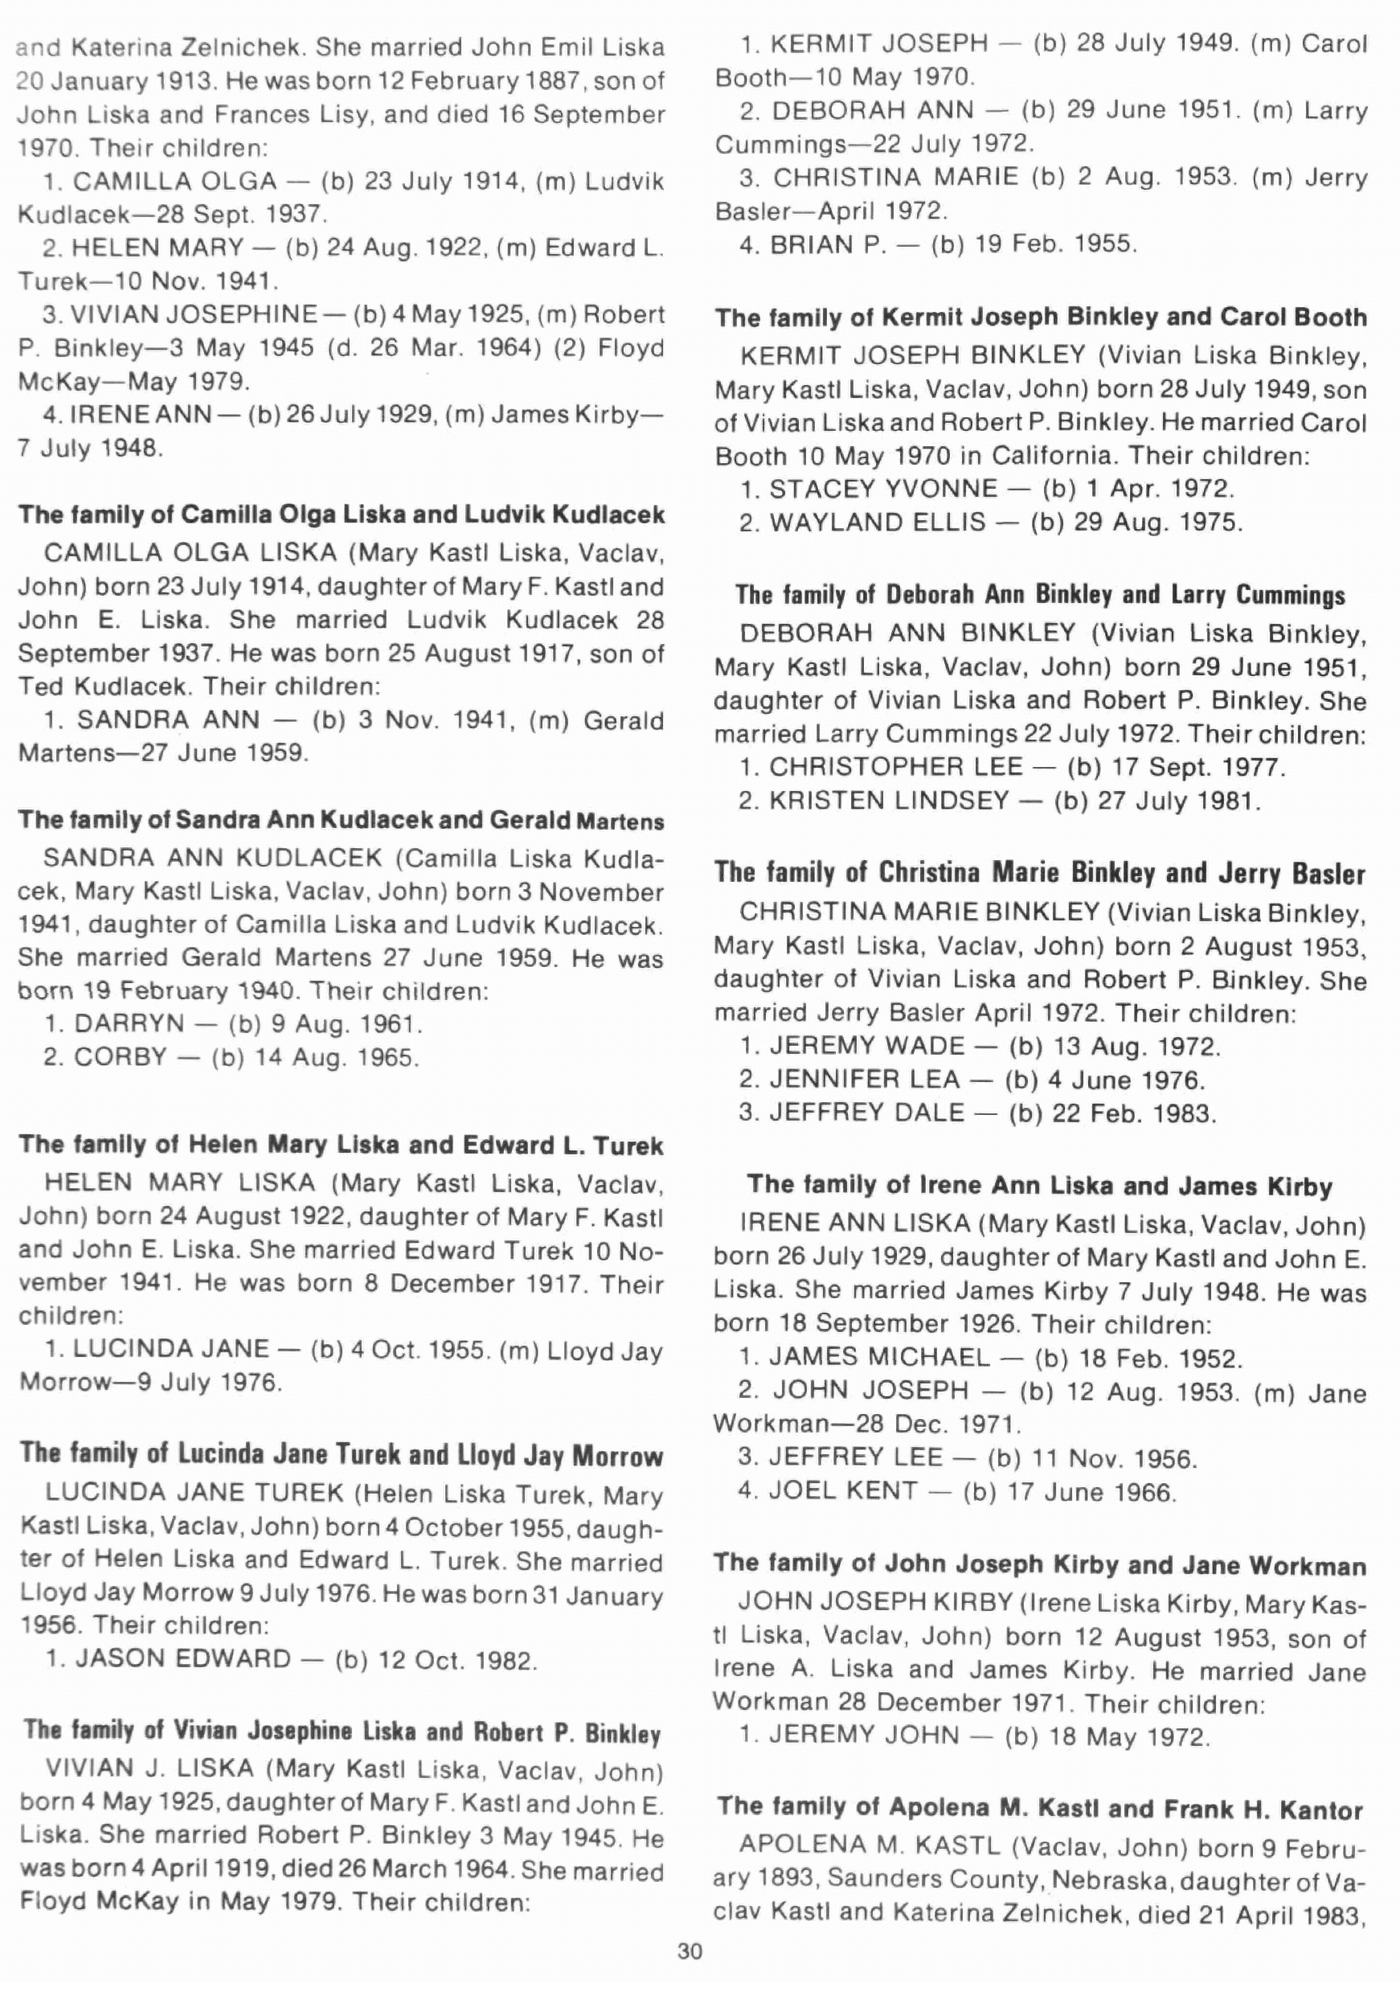 and Katerina Zelnichek. She married John Emil Liska
20 January 1913. He was born 12 February 1887, son of
John Liska and Frances Lisy, and died 16 September
1970. Their children:
1. CAMILLA OLGA — (b) 23 July 1914, (m) Ludvik
Kudlacek—28 Sept. 1937.
2. HELEN MARY — (b) 24 Aug. 1922, (m) Edward L.
Turek—10 Nov. 1941.
3. VIVIAN JOSEPHINE — (b) 4 May 1925, (m) Robert
P. Binkley—3 May 1945 (d. 26 Mar. 1964) (2) Floyd
McKay—May 1979.
4. IRENE ANN — (b) 26 July 1929, (m) James Kirby—
7 July 1948.
The family of Camilla Olga Liska and Ludvik Kudlacek
CAMILLA OLGA LISKA (Mary Kastl Liska, Vaclav,
John) born 23 July 1914, daughter of Mary F. Kastl and
John E. Liska. She married Ludvik Kudlacek 28
September 1937. He was born 25 August 1917, son of
Ted Kudlacek. Their children:
1. SANDRA ANN — (b) 3 Nov. 1941, (m) Gerald
Martens—27 June 1959.
The family of Sandra Ann Kudlacek and Gerald Martens
SANDRA ANN KUDLACEK (Camilla Liska Kudla-
cek, Mary Kastl Liska, Vaclav, John) born 3 November
1941, daughter of Camilla Liska and Ludvik Kudlacek.
She married Gerald Martens 27 June 1959. He was
born 19 February 1940. Their children:
1. DARRYN — (b) 9 Aug. 1961.
2. CORBY — (b) 14 Aug. 1965.
The family of Helen Mary Liska and Edward L. Turek
HELEN MARY LISKA (Mary Kastl Liska, Vaclav,
John) born 24 August 1922, daughter of Mary F. Kastl
and John E. Liska. She married Edward Turek 10 No-
vember 1941. He was born 8 December 1917. Their
children:
1. LUCINDA JANE — (b) 4 Oct. 1955. (m) Lloyd Jay
Morrow—9 July 1976.
The family of Lucinda Jane Turek and Lloyd Jay Morrow
LUCINDA JANE TUREK (Helen Liska Turek, Mary
Kastl Liska, Vaclav, John) born 4 October 1955, daugh-
ter of Helen Liska and Edward L. Turek. She married
Lloyd Jay Morrow 9 July 1976. He was born 31 January
1956. Their children:
1. JASON EDWARD — (b) 12 Oct. 1982.
The family of Vivian Josephine Liska and Robert P. Binkley
VIVIAN J. LISKA (Mary Kastl Liska, Vaclav, John)
born 4 May 1925, daughter of Mary F. Kastl and John E.
Liska. She married Robert P. Binkley 3 May 1945. He
was born 4 April 1919, died 26 March 1964. She married
Floyd McKay in May 1979. Their children:
1. KERMIT JOSEPH — (b) 28 July 1949. (m) Carol
Booth—10 May 1970.
2. DEBORAH ANN — (b) 29 June 1951. (m) Larry
Cummings—22 July 1972.
3. CHRISTINA MARIE (b) 2 Aug. 1953. (m) Jerry
Basler—April 1972.
4. BRIAN P. — (b) 19 Feb. 1955.
The family of Kermit Joseph Binkley and Carol Booth
KERMIT JOSEPH BINKLEY (Vivian Liska Binkley,
Mary Kastl Liska, Vaclav, John) born 28 July 1949, son
of Vivian Liska and Robert P. Binkley. He married Carol
Booth 10 May 1970 in California. Their children:
1. STACEY YVONNE — (b) 1 Apr. 1972.
2. WAYLAND ELLIS — (b) 29 Aug. 1975.
The family of Deborah Ann Binkley and Larry Cummings
DEBORAH ANN BINKLEY (Vivian Liska Binkley,
Mary Kastl Liska, Vaclav, John) born 29 June 1951,
daughter of Vivian Liska and Robert P. Binkley. She
married Larry Cummings 22 July 1972. Their children:
1. CHRISTOPHER LEE — (b) 17 Sept. 1977.
2. KRISTEN LINDSEY — (b) 27 July 1981.
The family of Christina Marie Binkley and Jerry Basler
CHRISTINA MARIE BINKLEY (Vivian Liska Binkley,
Mary Kastl Liska, Vaclav, John) born 2 August 1953,
daughter of Vivian Liska and Robert P. Binkley. She
married Jerry Basler April 1972. Their children:
1. JEREMY WADE — (b) 13 Aug. 1972.
2. JENNIFER LEA — (b) 4 June 1976.
3. JEFFREY DALE — (b) 22 Feb. 1983.
The family of Irene Ann Liska and James Kirby
IRENE ANN LISKA (Mary Kastl Liska, Vaclav, John)
born 26 July 1929, daughter of Mary Kastl and John E.
Liska. She married James Kirby 7 July 1948. He was
born 18 September 1926. Their children:
1. JAMES MICHAEL — (b) 18 Feb. 1952.
2. JOHN JOSEPH — (b) 12 Aug. 1953. (m) Jane
Workman—28 Dec. 1971.
3. JEFFREY LEE — (b) 11 Nov. 1956.
4. JOEL KENT — (b) 17 June 1966.
The family of John Joseph Kirby and Jane Workman
JOHN JOSEPH KIRBY (Irene Liska Kirby, Mary Kas-
tl Liska, Vaclav, John) born 12 August 1953, son of
Irene A. Liska and James Kirby. He married Jane
Workman 28 December 1971. Their children:
1. JEREMY JOHN — (b) 18 May 1972.
The family of Apolena M. Kastl and Frank H. Kantor
APOLENA M. KASTL (Vaclav, John) born 9 Febru-
ary 1893, Saunders County, Nebraska, daughter of Va-
clav Kastl and Katerina Zelnichek, died 21 April 1983,
30